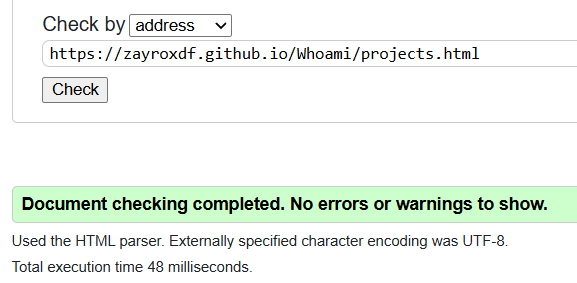 Check by address
https://zayroxdf.github.io/Whoami/projects.html
Check
Document checking completed. No errors or warnings to show.
Used the HTML parser. Externally specified character encoding was UTF-8.
Total execution time 48 milliseconds.